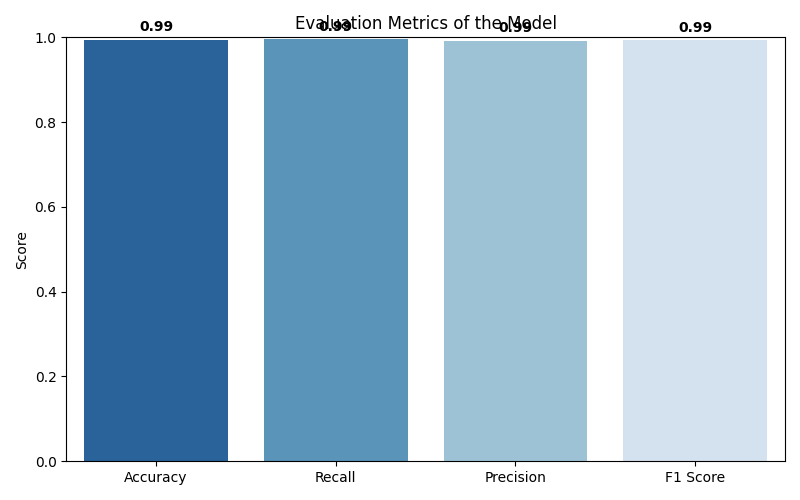 Evaluation Metrics of the Model
0.99
0.99
0.99
0.99
1.0
0.8
0.6
0.4
0.2
0.0
Score
Accuracy
Recall
Precision
F1 Score